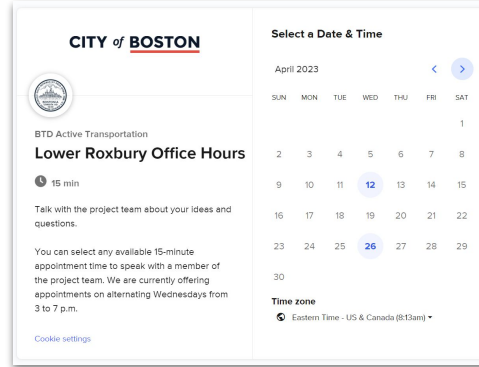 CITY of BOSTON
BTD Active Transportation
Lower Roxbury Office Hours
15 min
Talk with the project team about your ideas and
questions.
You can select any available 15-minute
appointment time to speak with a member of
the project team. We are currently offering
appointments on alternating Wednesdays from
3 to 7 p.m.
Cookie settings
Select a Date & Time
April 2023
SUN MON TUE WED THU FRI SAT
1
2 3 4 5 6 7 8
9 10 11 12 13 14 15
16 17 18 19 20 21 22
23 24 25 26 27 28 29
30
Time zone
Eastern Time - US & Canada (8:13am)